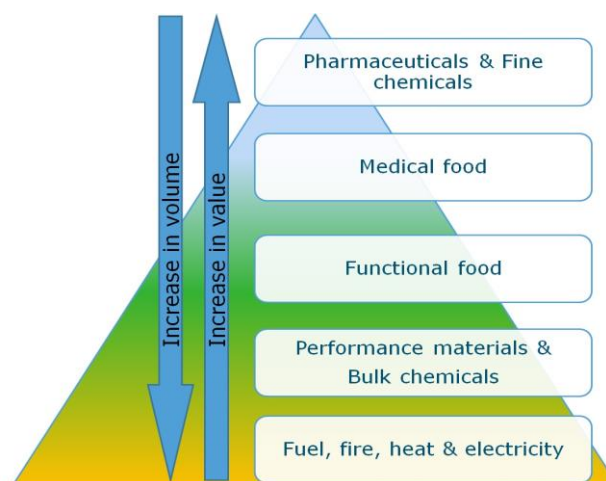 Increase in volume
Increase in value
Pharmaceuticals & Fine
chemicals
Medical food
Functional food
Performance materials &
Bulk chemicals
Fuel, fire, heat & electricity